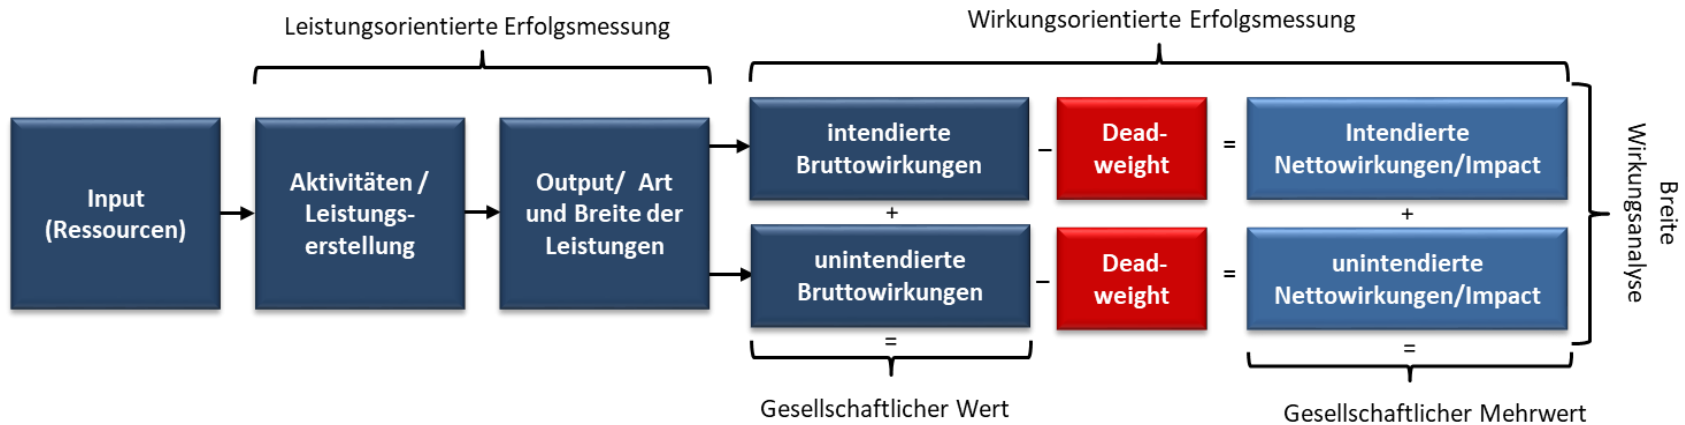 Leistungsorientierte Erfolgsmessung
Wirkungsorientierte Erfolgsmessung
Input
(Ressourcen)
Aktivitäten /
Leistungs-
erstellung
Output/ Art
und Breite der
Leistungen
intendierte
Bruttowirkungen
–
Dead-
weight
=
Intendierte
Nettowirkungen/Impact
+
+
unintendierte
Bruttowirkungen
–
Dead-
weight
=
unintendierte
Nettowirkungen/Impact
=
=
Gesellschaftlicher Wert
Gesellschaftlicher Mehrwert
Breite
Wirkungsanalyse